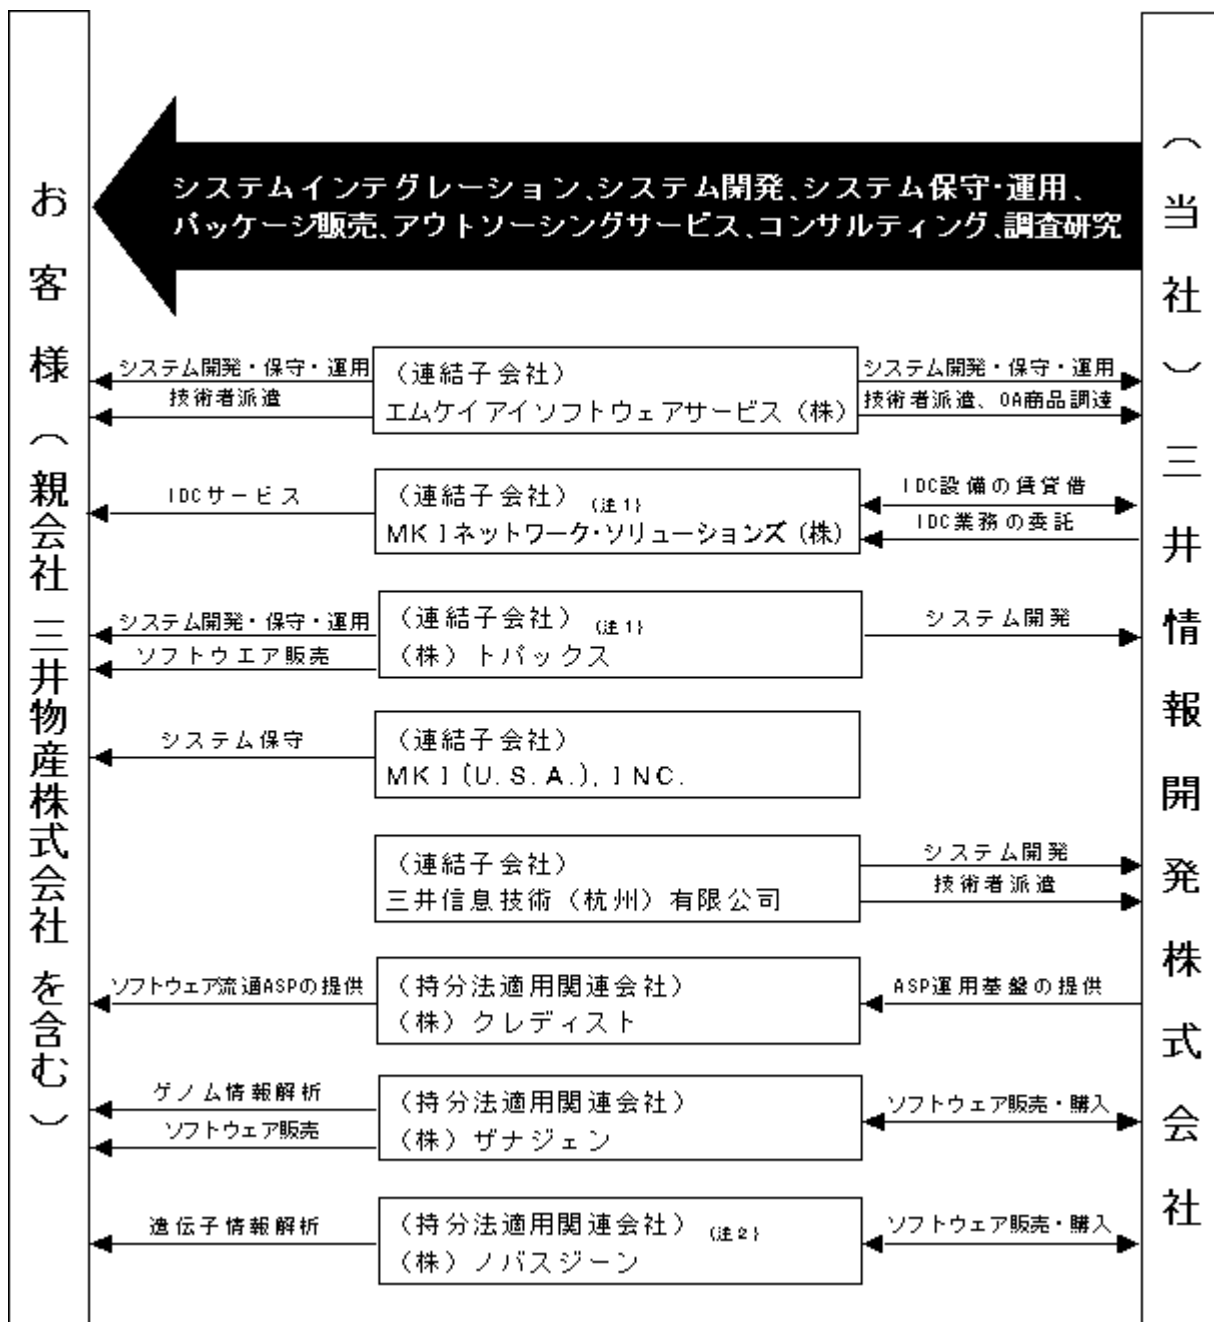 お客様（親会社三井物産株式会社を含む）
（当社）三井情報開発株式会社
システムインテグレーション、システム開発、システム保守・運用、
パッケージ販売、アウトソーシングサービス、コンサルティング、調査研究
システム開発・保守・運用
技術者派遣
（連結子会社）
エムケイアイソフトウェアサービス（株）
システム開発・保守・運用
技術者派遣、OA商品調達
IDCサービス
（連結子会社）（注１）
MKIネットワーク・ソリューションズ（株）
IDC設備の賃貸借
IDC業務の委託
システム開発・保守・運用
ソフトウエア販売
（連結子会社）（注１）
（株）トパックス
システム開発
システム保守
（連結子会社）
MKI(U.S.A.), INC.
（連結子会社）
三井信息技術（杭州）有限公司
システム開発
技術者派遣
ソフトウェア流通ASPの提供
（持分法適用関連会社）
（株）クレディスト
ASP運用基盤の提供
ゲノム情報解析
ソフトウェア販売
（持分法適用関連会社）
（株）ザナジェン
ソフトウェア販売・購入
遺伝子情報解析
（持分法適用関連会社）（注２）
（株）ノバスジーン
ソフトウェア販売・購入